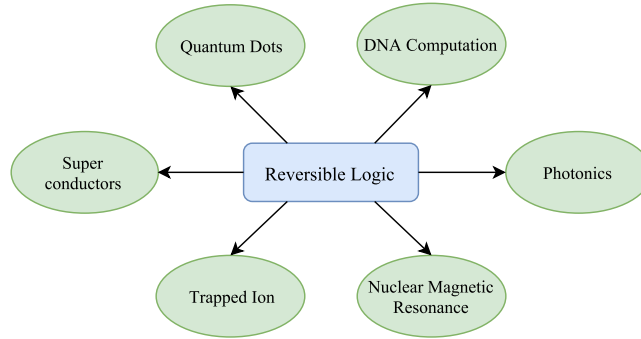 Quantum Dots
DNA Computation
Super
conductors
Reversible Logic
Photonics
Trapped Ion
Nuclear Magnetic
Resonance